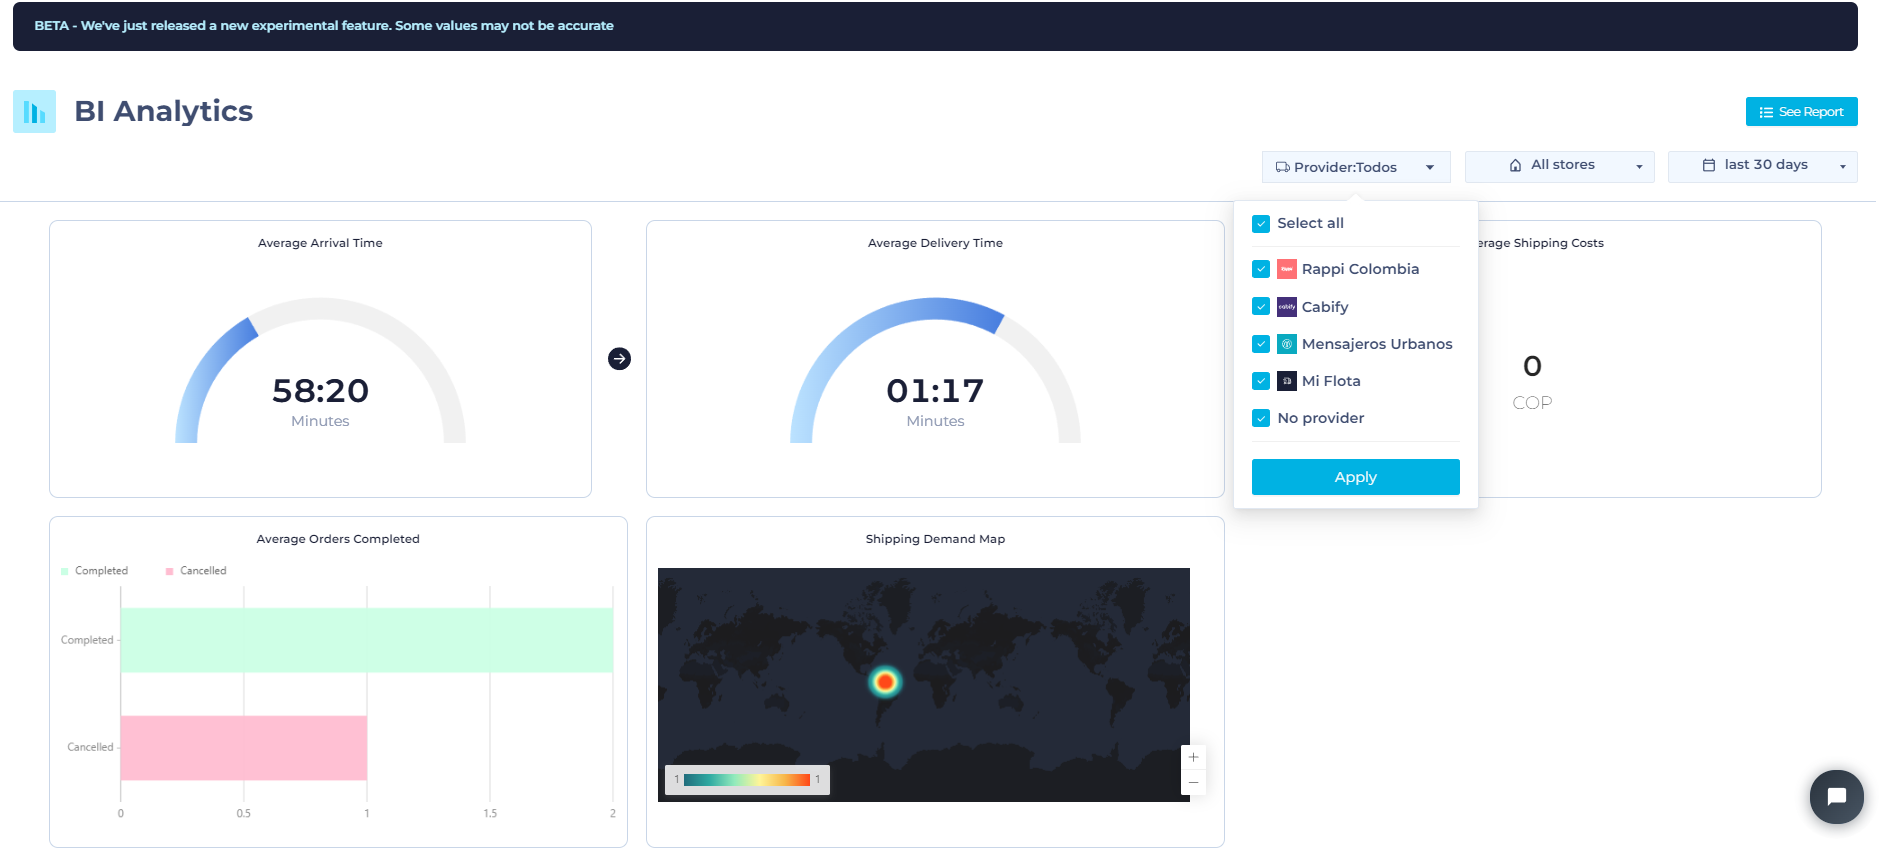 BETA - We've just released a new experimental feature. Some values may not be accurate
BI Analytics
See Report
Provider:Todos
All stores
last 30 days
Select all
Rappi Colombia
cabify
Cabify
Mensajeros Urbanos
Mi Flota
No provider
Apply
Average Arrival Time
58:20
Minutes
Average Delivery Time
01:17
Minutes
erage Shipping Costs
0
COP
Average Orders Completed
Completed
Cancelled
Completed
Cancelled
0
0.5
1
1.5
2
Shipping Demand Map
1
1
+
−